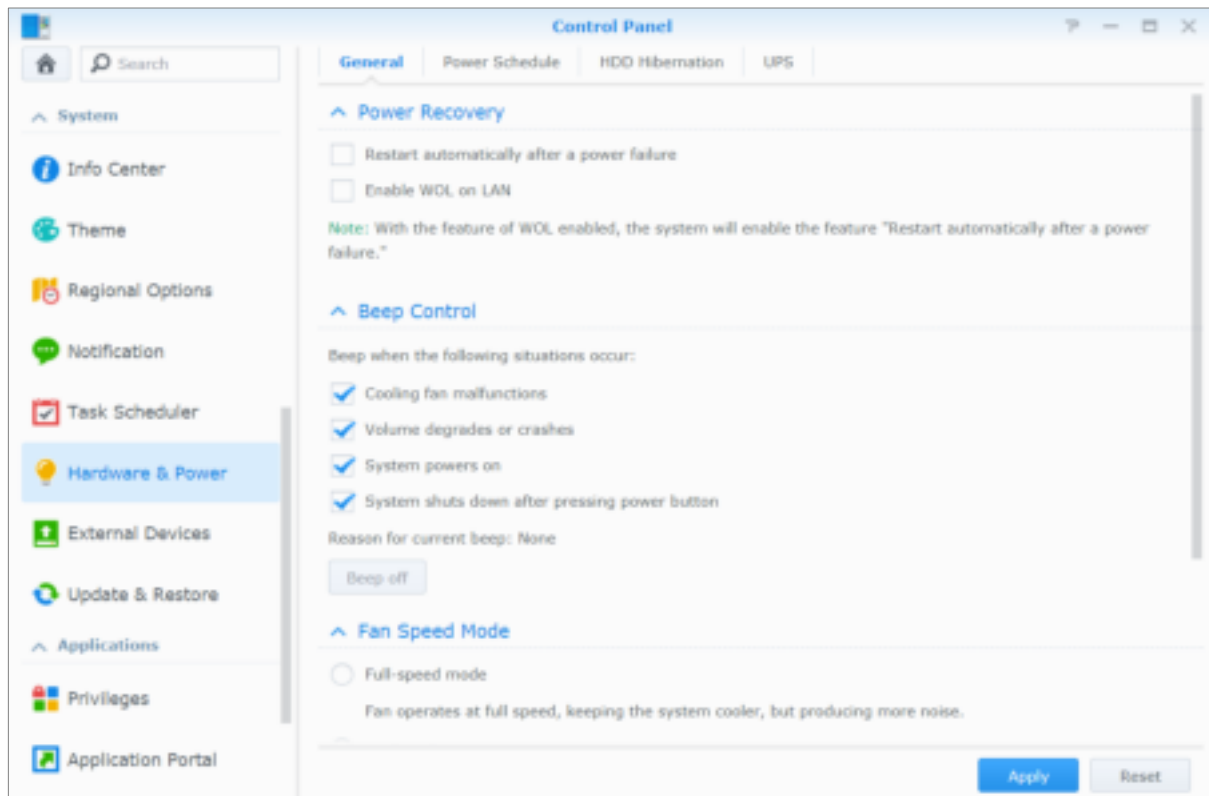 Control Panel
Search
System
Info Center
Theme
Regional Options
Notification
Task Scheduler
Hardware & Power
External Devices
Update & Restore
Applications
Privileges
Application Portal
General Power Schedule HDD Hibernation UPS
Power Recovery
Restart automatically after a power failure
Enable WOL on LAN
Note: With the feature of WOL enabled, the system will enable the feature "Restart automatically after a power
failure."
Beep Control
Beep when the following situations occur:
Cooling fan malfunctions
Volume degrades or crashes
System powers on
System shuts down after pressing power button
Reason for current beep: None
Beep off
Fan Speed Mode
Full-speed mode
Fan operates at full speed, keeping the system cooler, but producing more noise.
Apply Reset